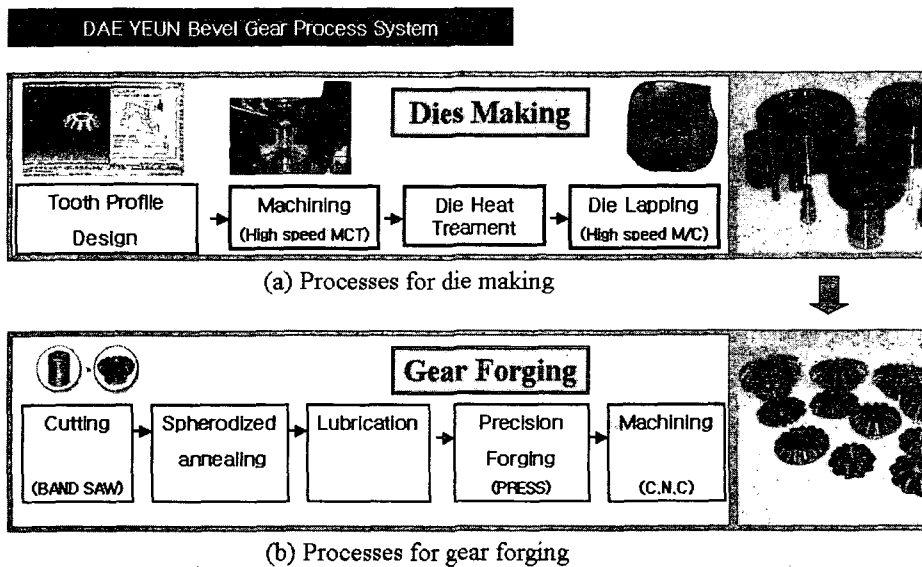 DAE YEUN Bevel Gear Process System
Dies Making
Tooth Profile
Design
Machining
(High speed MCT)
Die Heat
Treament
Die Lapping
(High speed M/C)
(a) Processes for die making
Gear Forging
Cutting
(BAND SAW)
Spherodized
annealing
Lubrication
Precision
Forging
(PRESS)
Machining
(C.N.C)
(b) Processes for gear forging